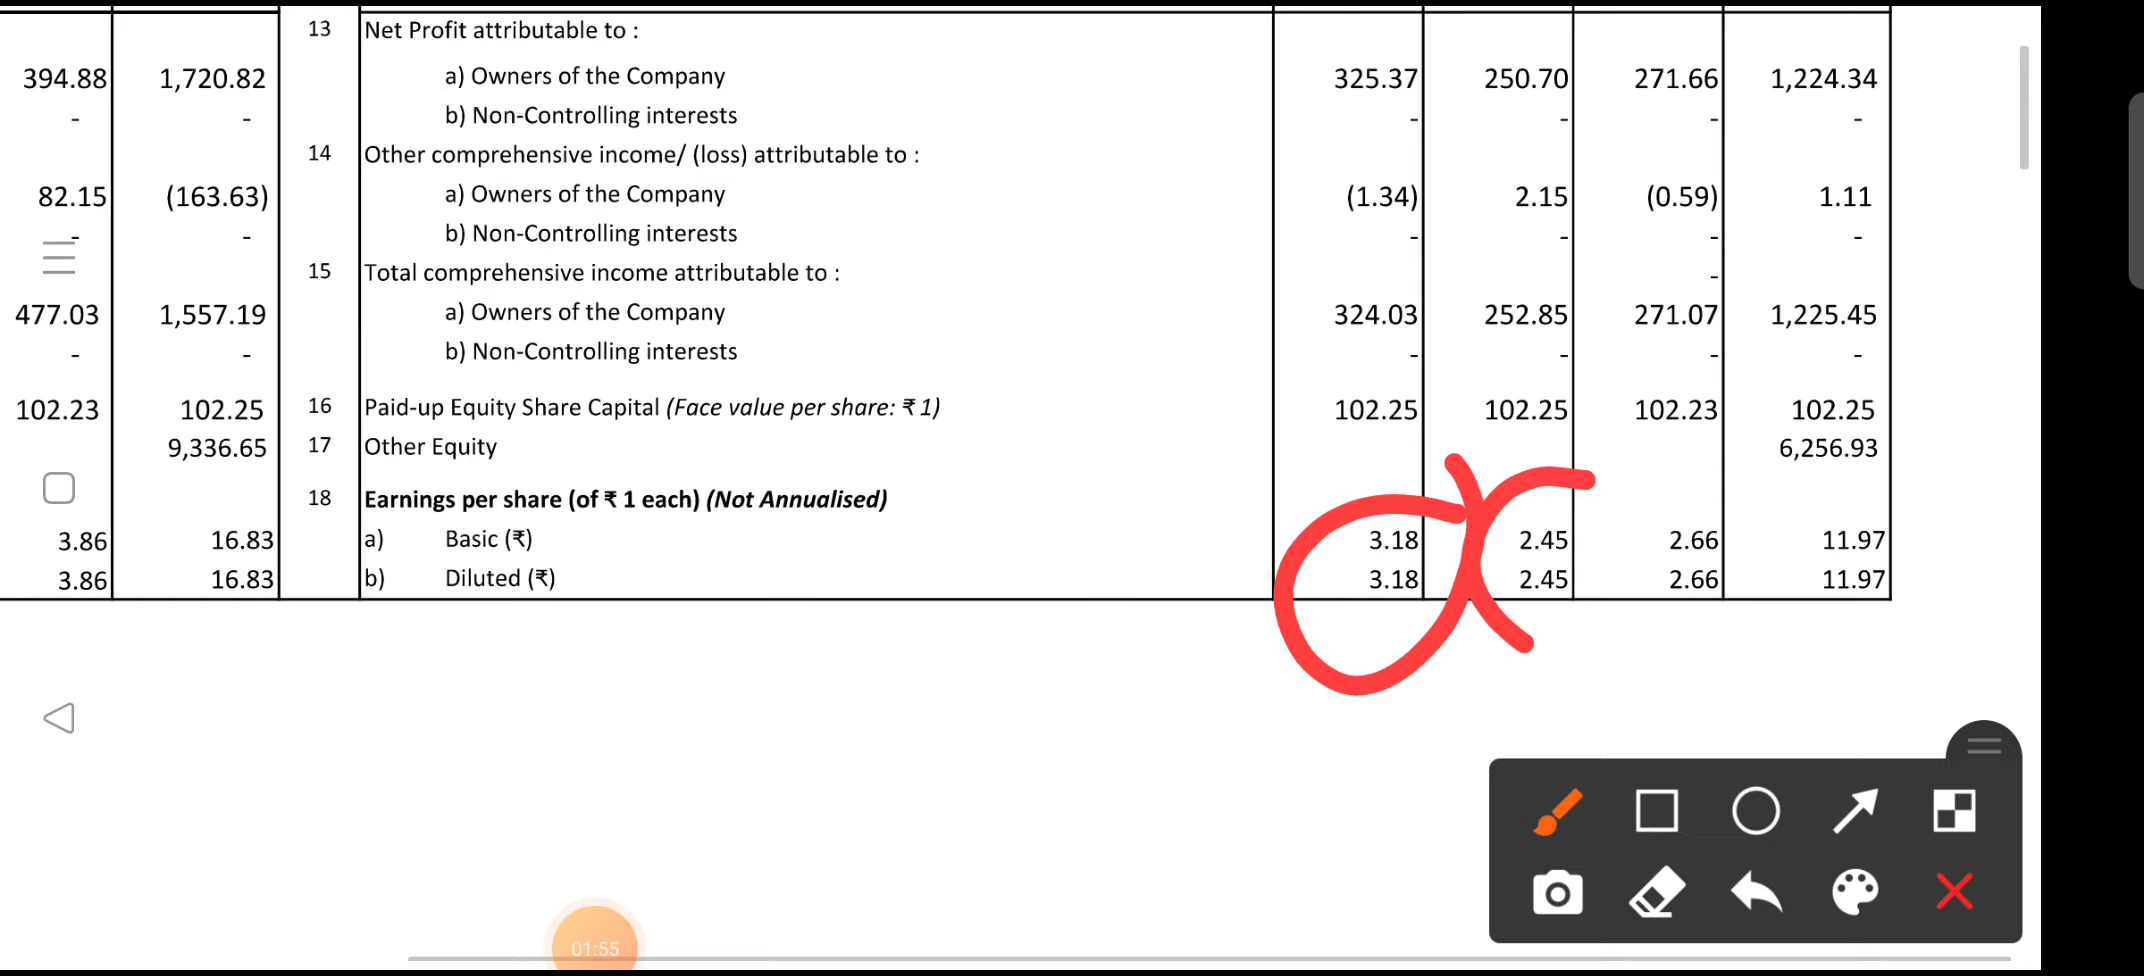 13 Net Profit attributable to :
394.88 1,720.82 a) Owners of the Company 325.37 250.70 271.66 1,224.34
- - b) Non-Controlling interests - - - -
14 Other comprehensive income/ (loss) attributable to :
82.15 (163.63) a) Owners of the Company (1.34) 2.15 (0.59) 1.11
- - b) Non-Controlling interests - - - -
15 Total comprehensive income attributable to : -
477.03 1,557.19 a) Owners of the Company 324.03 252.85 271.07 1,225.45
- - b) Non-Controlling interests - - - -
102.23 102.25 16 Paid-up Equity Share Capital (Face value per share: ₹ 1) 102.25 102.25 102.23 102.25
9,336.65 17 Other Equity 6,256.93
18 Earnings per share (of ₹ 1 each) (Not Annualised)
3.86 16.83 a) Basic (₹) 3.18 2.45 2.66 11.97
3.86 16.83 b) Diluted (₹) 3.18 2.45 2.66 11.97
01:55